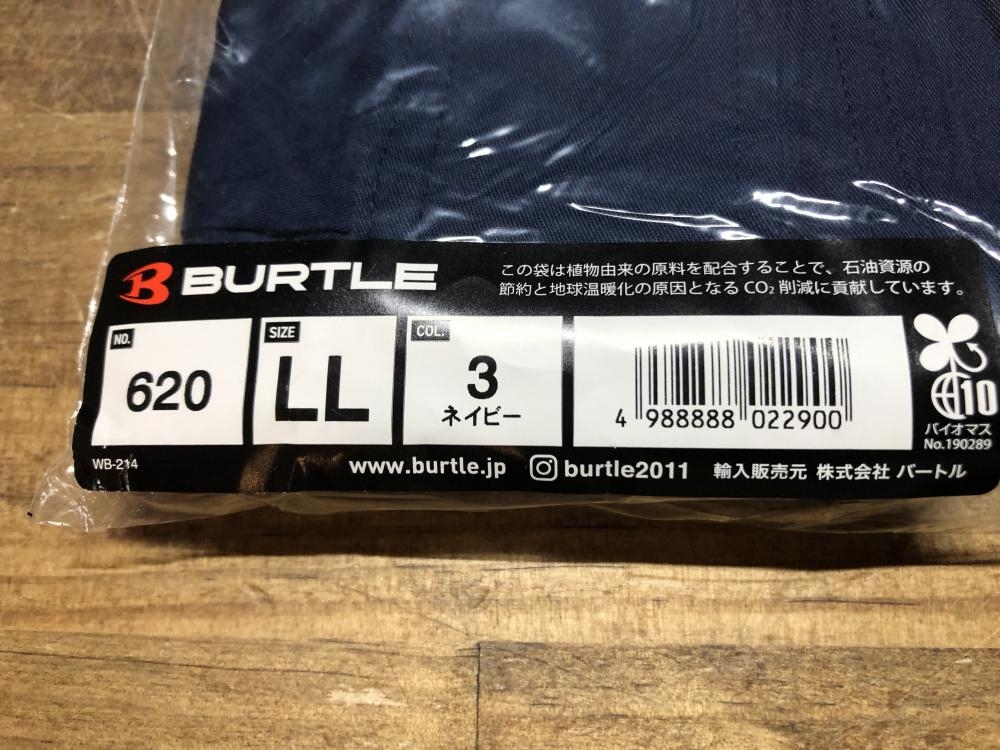 BURTLE
この袋は植物由来の原料を配合することで、石油資源の
節約と地球温暖化の原因となるCO₂削減に貢献しています。
NO.
620
SIZE
LL
COL.
3
ネイビー
4 988888 022900
10
バイオマス
No.190289
WB-214
www.burtle.jp burtle2011 輸入販売元 株式会社 バートル